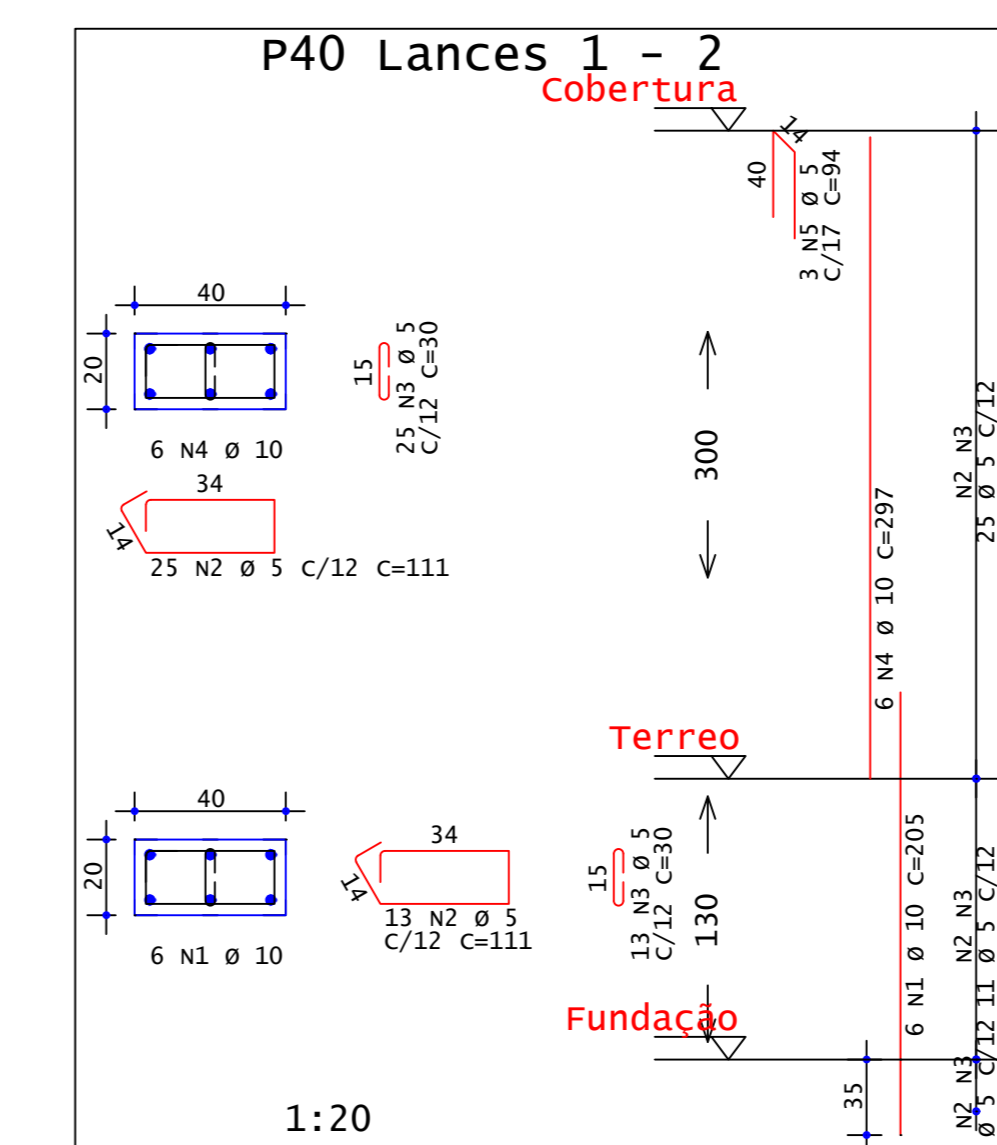 P40 Lances 1 - 2
Cobertura
14
40
3 N5 Ø 5
C/17 C=94
40
20
6 N4 Ø 10
15
25 N3 Ø 5
C/12 C=30
34
14
25 N2 Ø 5 C/12 C=111
300
6 N4 Ø 10 C=297
N2 N3
25 Ø 5 C/12
Terreo
40
20
6 N1 Ø 10
34
14
13 N2 Ø 5
C/12 C=111
15
13 N3 Ø 5
C/12 C=30
130
6 N1 Ø 10 C=205
N2 N3
11 Ø 5 C/12
Fundação
35
N2 N3
Ø 5 C/12
1:20